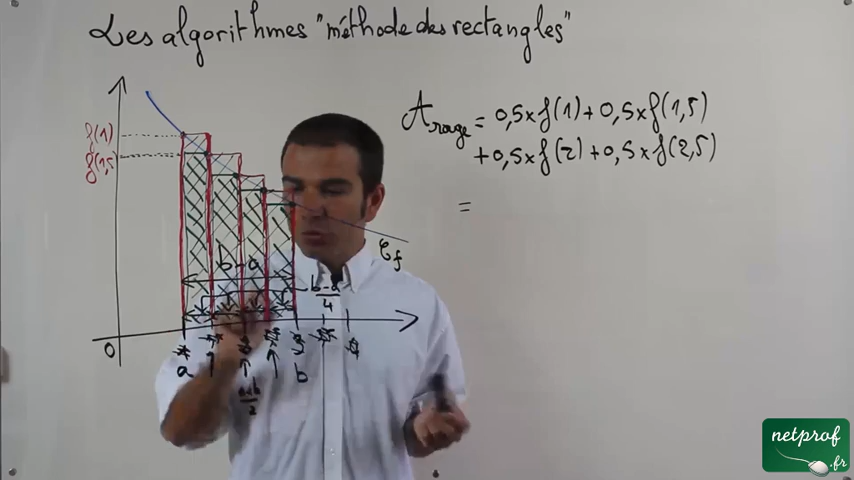 Les algorithmes "méthode des rectangles"
A rouge = 0,5×f(1) + 0,5×f(1,5)
+ 0,5×f(2) + 0,5×f(2,5)
=
f(1)
f(1,5)
C_f
b-a
b-a/4
0
a
a+b/2
b
netprof
.fr